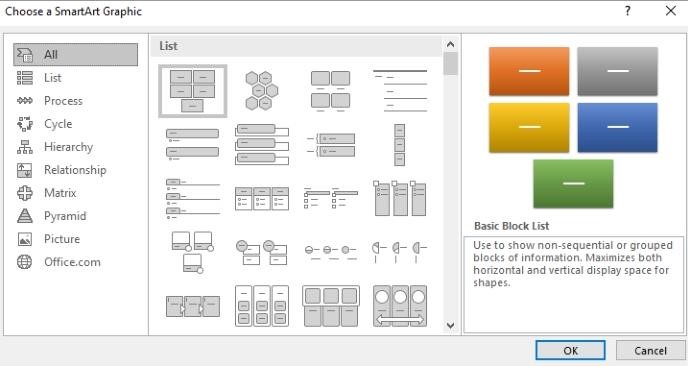 Choose a SmartArt Graphic
?
X
All
List
Process
Cycle
Hierarchy
Relationship
Matrix
Pyramid
Picture
Office.com
List
Basic Block List
Use to show non-sequential or grouped
blocks of information. Maximizes both
horizontal and vertical display space for
shapes.
OK
Cancel